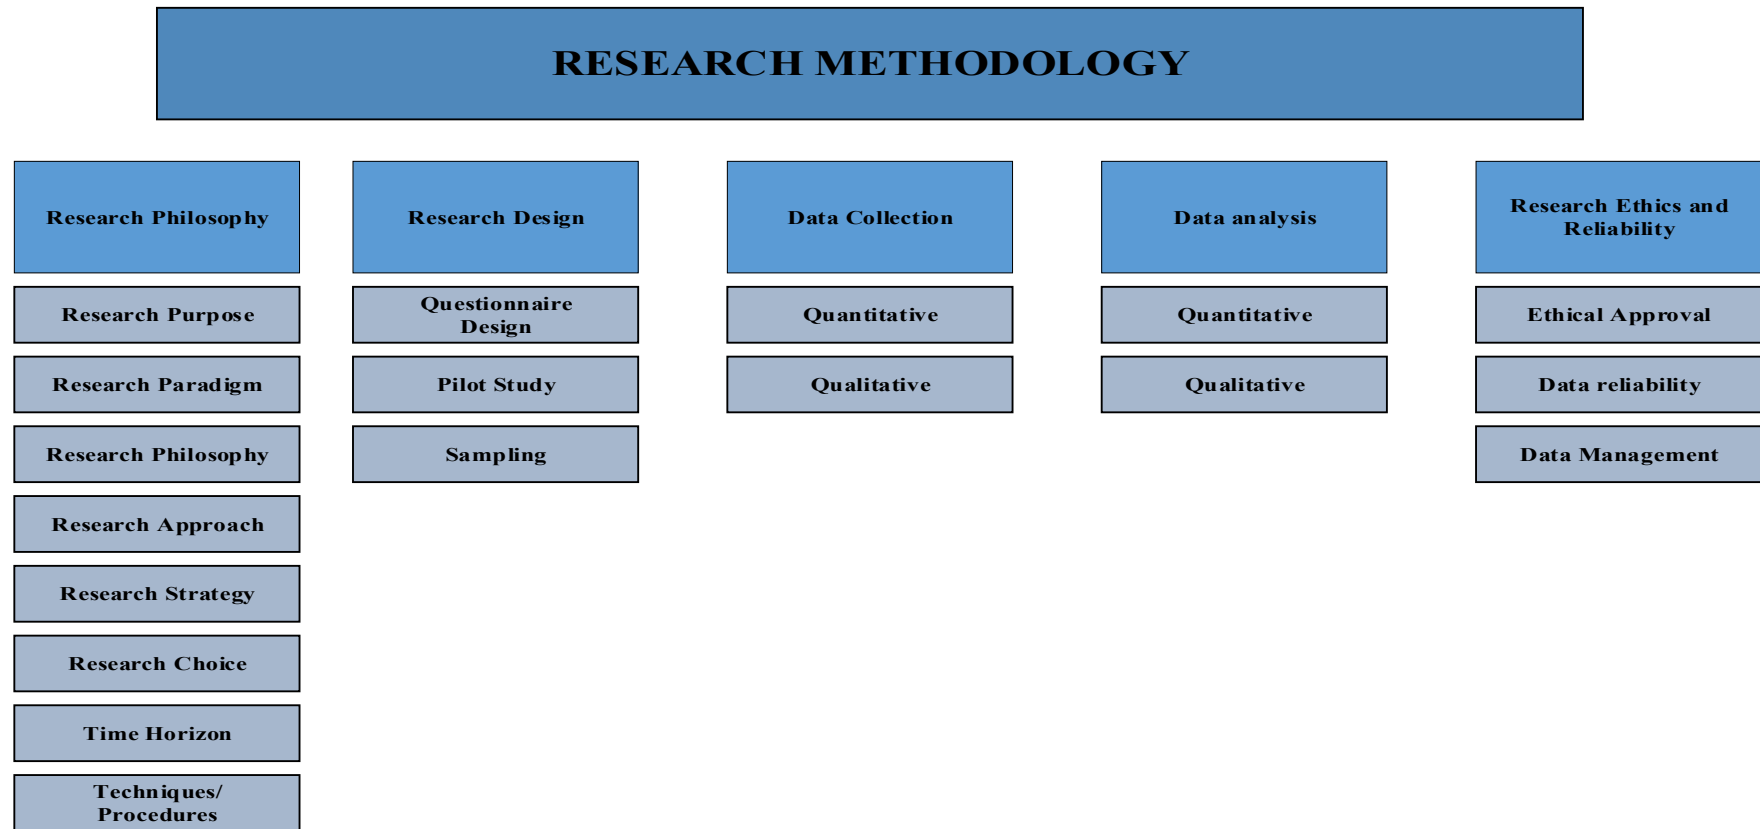 RESEARCH METHODOLOGY
Research Philosophy
Research Purpose
Research Paradigm
Research Philosophy
Research Approach
Research Strategy
Research Choice
Time Horizon
Techniques/
Procedures
Research Design
Questionnaire
Design
Pilot Study
Sampling
Data Collection
Quantitative
Qualitative
Data analysis
Quantitative
Qualitative
Research Ethics and
Reliability
Ethical Approval
Data reliability
Data Management